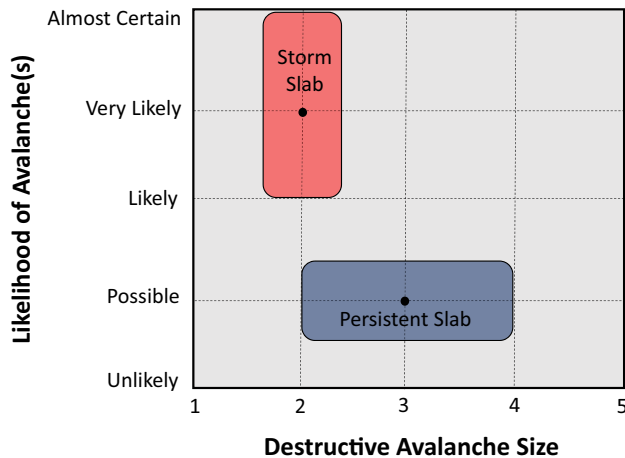 Almost Certain
Storm
Slab
Very Likely
Likely
Possible
Persistent Slab
Unlikely
1 2 3 4 5
Destructive Avalanche Size
Likelihood of Avalanche(s)